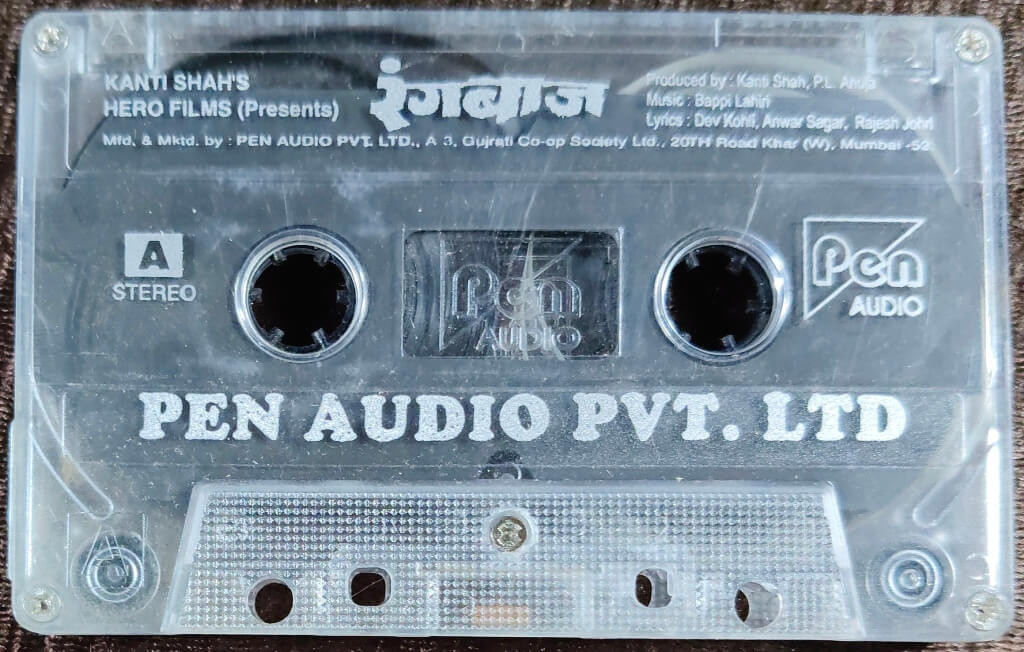 KANTI SHAH'S
HERO FILMS (Presents)
रंगबाज
Produced by : Kanti Shah, P.L. Ahuja
Music : Bappi Lahiri
Lyrics : Dev Kohli, Anwar Sagar, Rajesh Johri
Mfd. & Mktd. by : PEN AUDIO PVT. LTD., A 3, Gujrati Co-op Society Ltd., 20TH Road Khar (W), Mumbai -52
A
STEREO
Pen
AUDIO
Pen
AUDIO
PEN AUDIO PVT. LTD